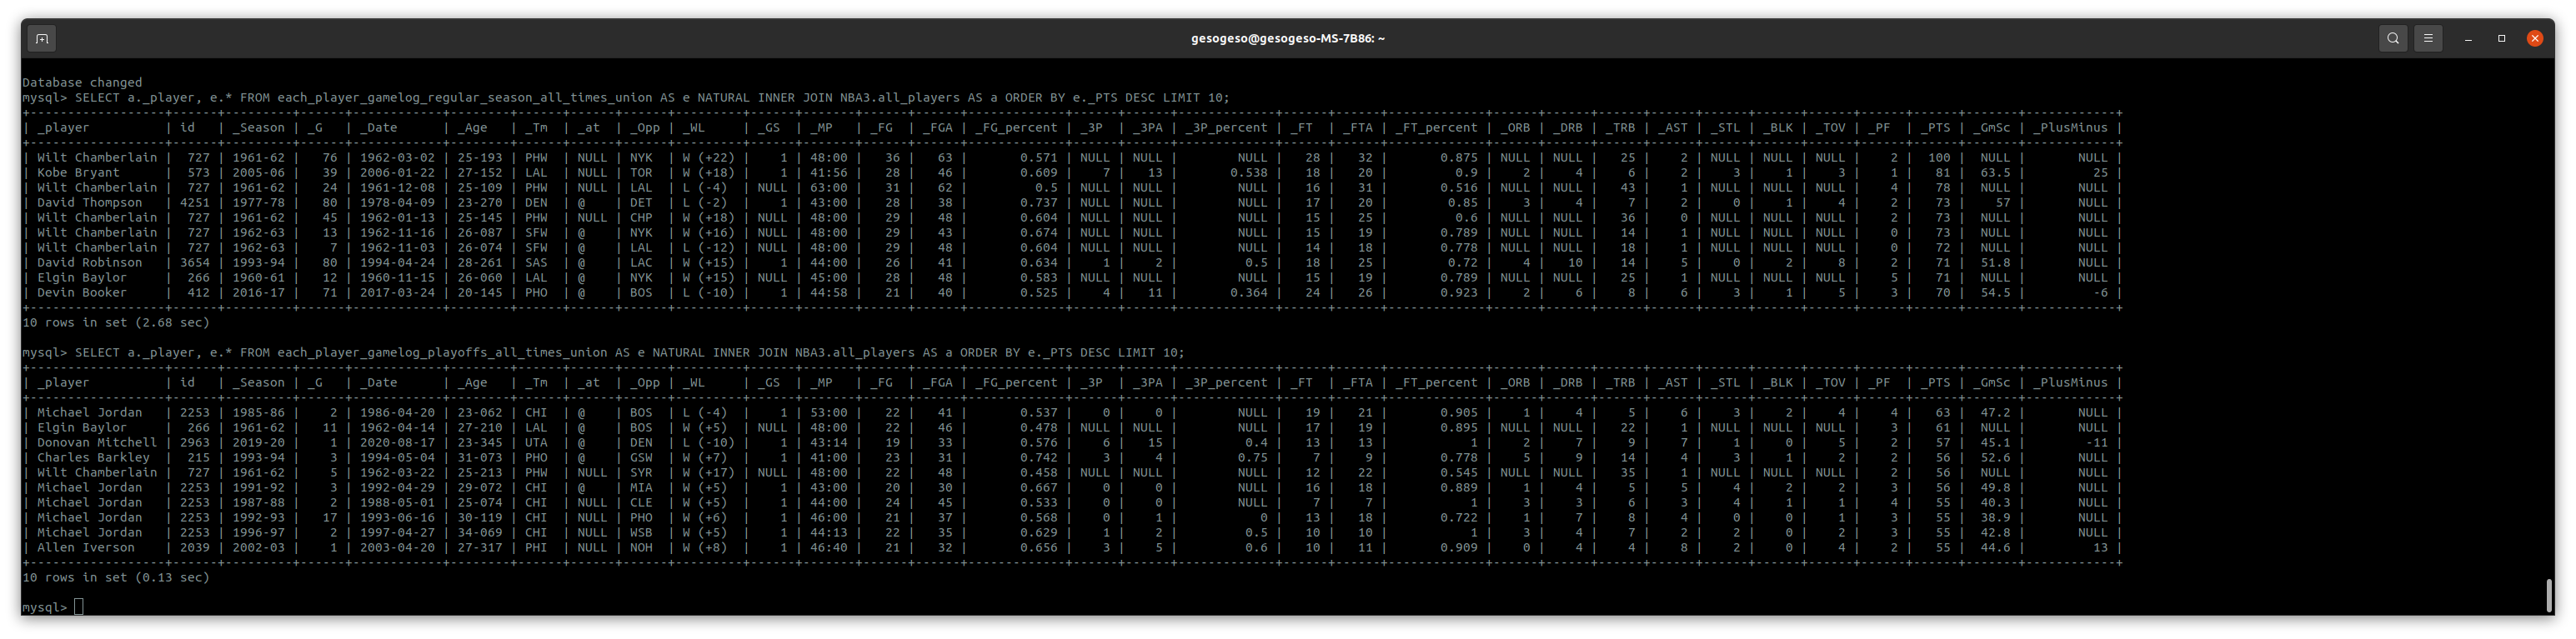 gesogeso@gesogeso-MS-7B86: ~
Database changed
mysql> SELECT a._player, e.* FROM each_player_gamelog_regular_season_all_times_union AS e NATURAL INNER JOIN NBA3.all_players AS a ORDER BY e._PTS DESC LIMIT 10;
| _player | id | _Season | _G | _Date | _Age | _Tm | _at | _Opp | _WL | _GS | _MP | _FG | _FGA | _FG_percent | _3P | _3PA | _3P_percent | _FT | _FTA | _FT_percent | _ORB | _DRB | _TRB | _AST | _STL | _BLK | _TOV | _PF | _PTS | _GmSc | _PlusMinus |
| Wilt Chamberlain | 727 | 1961-62 | 76 | 1962-03-02 | 25-193 | PHW | NULL | NYK | W (+22) | 1 | 48:00 | 36 | 63 | 0.571 | NULL | NULL | NULL | 28 | 32 | 0.875 | NULL | NULL | 25 | 2 | NULL | NULL | NULL | 2 | 100 | NULL | NULL |
| Kobe Bryant | 573 | 2005-06 | 39 | 2006-01-22 | 27-152 | LAL | NULL | TOR | W (+18) | 1 | 41:56 | 28 | 46 | 0.609 | 7 | 13 | 0.538 | 18 | 20 | 0.9 | 2 | 4 | 6 | 2 | 3 | 1 | 3 | 1 | 81 | 63.5 | 25 |
| Wilt Chamberlain | 727 | 1961-62 | 24 | 1961-12-08 | 25-109 | PHW | NULL | LAL | L (-4) | NULL | 63:00 | 31 | 62 | 0.5 | NULL | NULL | NULL | 16 | 31 | 0.516 | NULL | NULL | 43 | 1 | NULL | NULL | NULL | 4 | 78 | NULL | NULL |
| David Thompson | 4251 | 1977-78 | 80 | 1978-04-09 | 23-270 | DEN | @ | DET | L (-2) | 1 | 43:00 | 28 | 38 | 0.737 | NULL | NULL | NULL | 17 | 20 | 0.85 | 3 | 4 | 7 | 2 | 0 | 1 | 4 | 2 | 73 | 57 | NULL |
| Wilt Chamberlain | 727 | 1961-62 | 45 | 1962-01-13 | 25-145 | PHW | NULL | CHP | W (+18) | NULL | 48:00 | 29 | 48 | 0.604 | NULL | NULL | NULL | 15 | 25 | 0.6 | NULL | NULL | 36 | 0 | NULL | NULL | NULL | 2 | 73 | NULL | NULL |
| Wilt Chamberlain | 727 | 1962-63 | 13 | 1962-11-16 | 26-087 | SFW | @ | NYK | W (+16) | NULL | 48:00 | 29 | 43 | 0.674 | NULL | NULL | NULL | 15 | 19 | 0.789 | NULL | NULL | 14 | 1 | NULL | NULL | NULL | 0 | 73 | NULL | NULL |
| Wilt Chamberlain | 727 | 1962-63 | 7 | 1962-11-03 | 26-074 | SFW | @ | LAL | L (-12) | NULL | 48:00 | 29 | 48 | 0.604 | NULL | NULL | NULL | 14 | 18 | 0.778 | NULL | NULL | 18 | 1 | NULL | NULL | NULL | 0 | 72 | NULL | NULL |
| David Robinson | 3654 | 1993-94 | 80 | 1994-04-24 | 28-261 | SAS | @ | LAC | W (+15) | 1 | 44:00 | 26 | 41 | 0.634 | 1 | 2 | 0.5 | 18 | 25 | 0.72 | 4 | 10 | 14 | 5 | 0 | 2 | 8 | 2 | 71 | 51.8 | NULL |
| Elgin Baylor | 266 | 1960-61 | 12 | 1960-11-15 | 26-060 | LAL | @ | NYK | W (+15) | NULL | 45:00 | 28 | 48 | 0.583 | NULL | NULL | NULL | 15 | 19 | 0.789 | NULL | NULL | 25 | 1 | NULL | NULL | NULL | 5 | 71 | NULL | NULL |
| Devin Booker | 412 | 2016-17 | 71 | 2017-03-24 | 20-145 | PHO | @ | BOS | L (-10) | 1 | 44:58 | 21 | 40 | 0.525 | 4 | 11 | 0.364 | 24 | 26 | 0.923 | 2 | 6 | 8 | 6 | 3 | 1 | 5 | 3 | 70 | 54.5 | -6 |
10 rows in set (2.68 sec)
mysql> SELECT a._player, e.* FROM each_player_gamelog_playoffs_all_times_union AS e NATURAL INNER JOIN NBA3.all_players AS a ORDER BY e._PTS DESC LIMIT 10;
| _player | id | _Season | _G | _Date | _Age | _Tm | _at | _Opp | _WL | _GS | _MP | _FG | _FGA | _FG_percent | _3P | _3PA | _3P_percent | _FT | _FTA | _FT_percent | _ORB | _DRB | _TRB | _AST | _STL | _BLK | _TOV | _PF | _PTS | _GmSc | _PlusMinus |
| Michael Jordan | 2253 | 1985-86 | 2 | 1986-04-20 | 23-062 | CHI | @ | BOS | L (-4) | 1 | 53:00 | 22 | 41 | 0.537 | 0 | 0 | NULL | 19 | 21 | 0.905 | 1 | 4 | 5 | 6 | 3 | 2 | 4 | 4 | 63 | 47.2 | NULL |
| Elgin Baylor | 266 | 1961-62 | 11 | 1962-04-14 | 27-210 | LAL | @ | BOS | W (+5) | NULL | 48:00 | 22 | 46 | 0.478 | NULL | NULL | NULL | 17 | 19 | 0.895 | NULL | NULL | 22 | 1 | NULL | NULL | NULL | 3 | 61 | NULL | NULL |
| Donovan Mitchell | 2963 | 2019-20 | 1 | 2020-08-17 | 23-345 | UTA | @ | DEN | L (-10) | 1 | 43:14 | 19 | 33 | 0.576 | 6 | 15 | 0.4 | 13 | 13 | 1 | 2 | 7 | 9 | 7 | 1 | 0 | 5 | 2 | 57 | 45.1 | -11 |
| Charles Barkley | 215 | 1993-94 | 3 | 1994-05-04 | 31-073 | PHO | @ | GSW | W (+7) | 1 | 41:00 | 23 | 31 | 0.742 | 3 | 4 | 0.75 | 7 | 9 | 0.778 | 5 | 9 | 14 | 4 | 3 | 1 | 2 | 2 | 56 | 52.6 | NULL |
| Wilt Chamberlain | 727 | 1961-62 | 5 | 1962-03-22 | 25-213 | PHW | NULL | SYR | W (+17) | NULL | 48:00 | 22 | 48 | 0.458 | NULL | NULL | NULL | 12 | 22 | 0.545 | NULL | NULL | 35 | 1 | NULL | NULL | NULL | 2 | 56 | NULL | NULL |
| Michael Jordan | 2253 | 1991-92 | 3 | 1992-04-29 | 29-072 | CHI | @ | MIA | W (+5) | 1 | 43:00 | 20 | 30 | 0.667 | 0 | 0 | NULL | 16 | 18 | 0.889 | 1 | 4 | 5 | 5 | 4 | 2 | 2 | 3 | 56 | 49.8 | NULL |
| Michael Jordan | 2253 | 1987-88 | 2 | 1988-05-01 | 25-074 | CHI | NULL | CLE | W (+5) | 1 | 44:00 | 24 | 45 | 0.533 | 0 | 0 | NULL | 7 | 7 | 1 | 3 | 3 | 6 | 3 | 4 | 1 | 1 | 4 | 55 | 40.3 | NULL |
| Michael Jordan | 2253 | 1992-93 | 17 | 1993-06-16 | 30-119 | CHI | NULL | PHO | W (+6) | 1 | 46:00 | 21 | 37 | 0.568 | 0 | 1 | 0 | 13 | 18 | 0.722 | 1 | 7 | 8 | 4 | 0 | 0 | 1 | 3 | 55 | 38.9 | NULL |
| Michael Jordan | 2253 | 1996-97 | 2 | 1997-04-27 | 34-069 | CHI | NULL | WSB | W (+5) | 1 | 44:13 | 22 | 35 | 0.629 | 1 | 2 | 0.5 | 10 | 10 | 1 | 3 | 4 | 7 | 2 | 2 | 0 | 2 | 3 | 55 | 42.8 | NULL |
| Allen Iverson | 2039 | 2002-03 | 1 | 2003-04-20 | 27-317 | PHI | NULL | NOH | W (+8) | 1 | 46:40 | 21 | 32 | 0.656 | 3 | 5 | 0.6 | 10 | 11 | 0.909 | 0 | 4 | 4 | 8 | 2 | 0 | 4 | 2 | 55 | 44.6 | 13 |
10 rows in set (0.13 sec)
mysql>